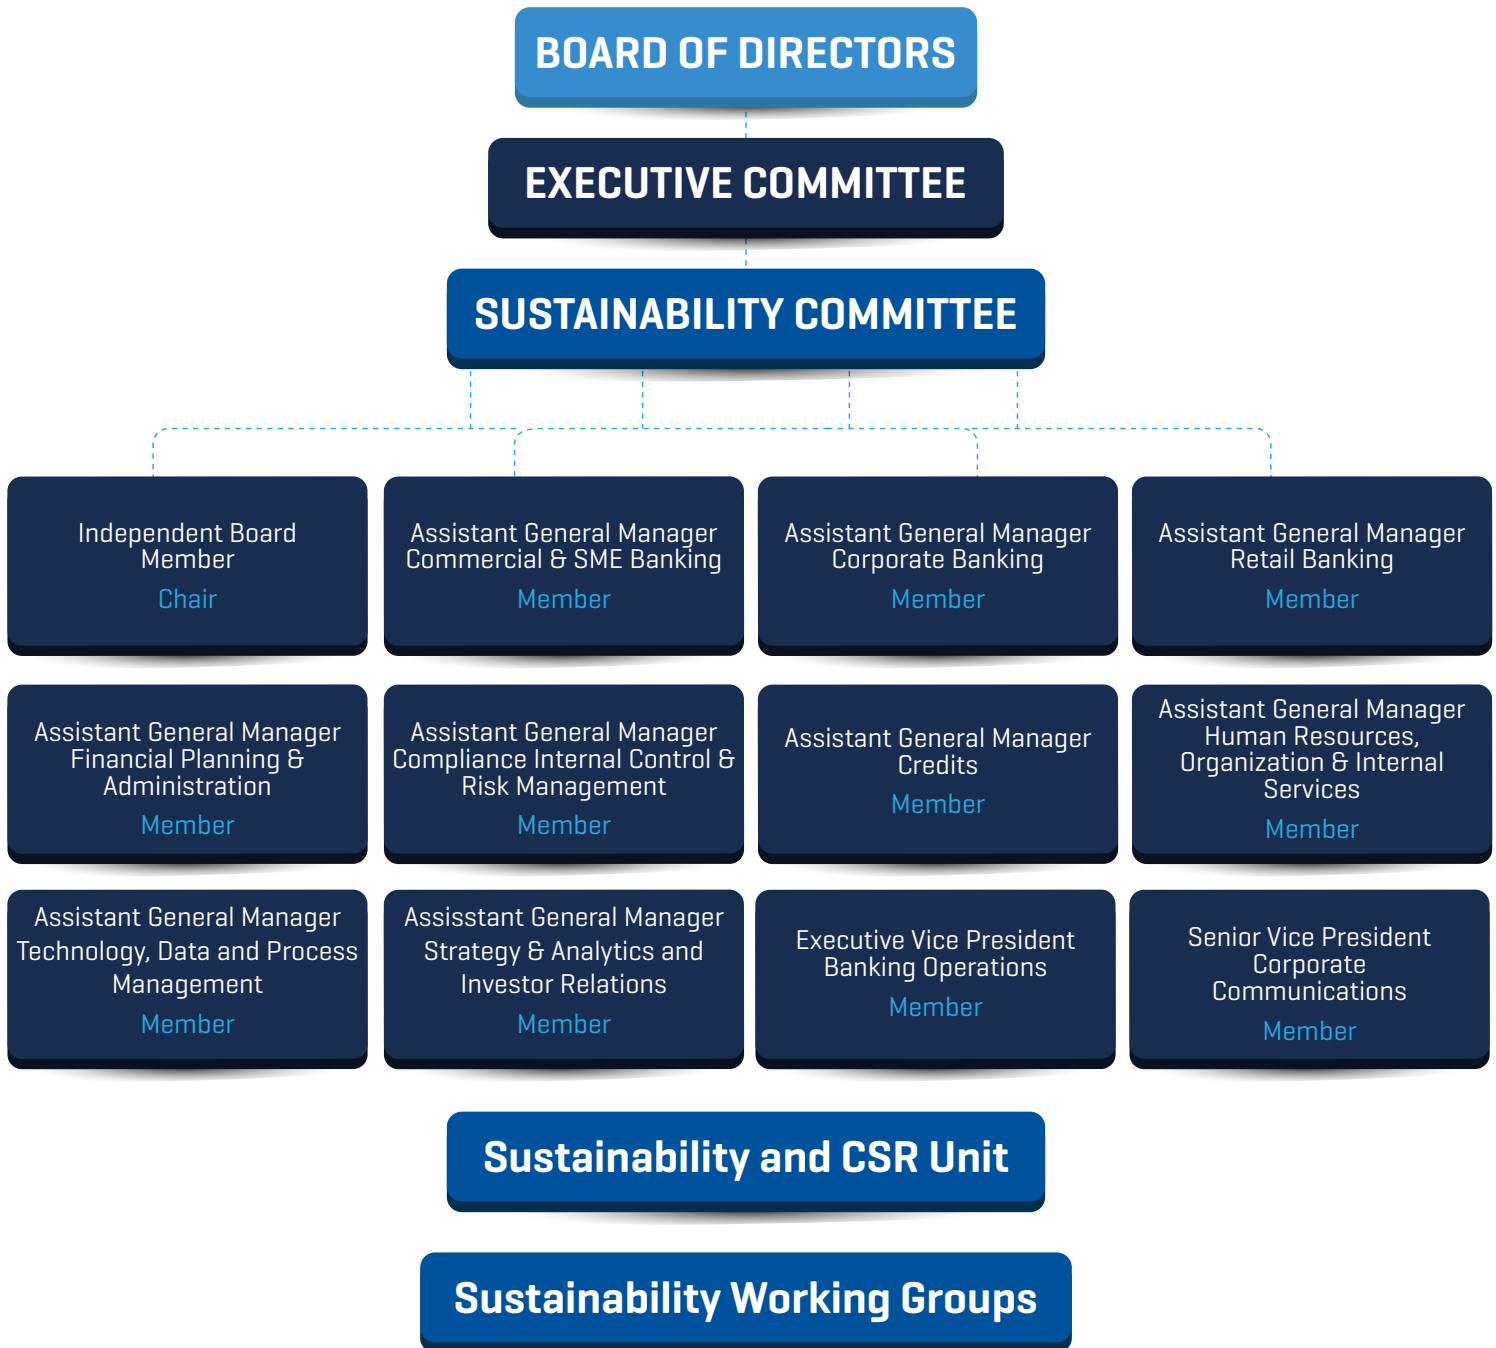 BOARD OF DIRECTORS
EXECUTIVE COMMITTEE
SUSTAINABILITY COMMITTEE
Independent Board
Member
Chair
Assistant General Manager
Commercial & SME Banking
Member
Assistant General Manager
Corporate Banking
Member
Assistant General Manager
Retail Banking
Member
Assistant General Manager
Financial Planning &
Administration
Member
Assistant General Manager
Compliance Internal Control &
Risk Management
Member
Assistant General Manager
Credits
Member
Assistant General Manager
Human Resources,
Organization & Internal
Services
Member
Assistant General Manager
Technology, Data and Process
Management
Member
Assisstant General Manager
Strategy & Analytics and
Investor Relations
Member
Executive Vice President
Banking Operations
Member
Senior Vice President
Corporate
Communications
Member
Sustainability and CSR Unit
Sustainability Working Groups